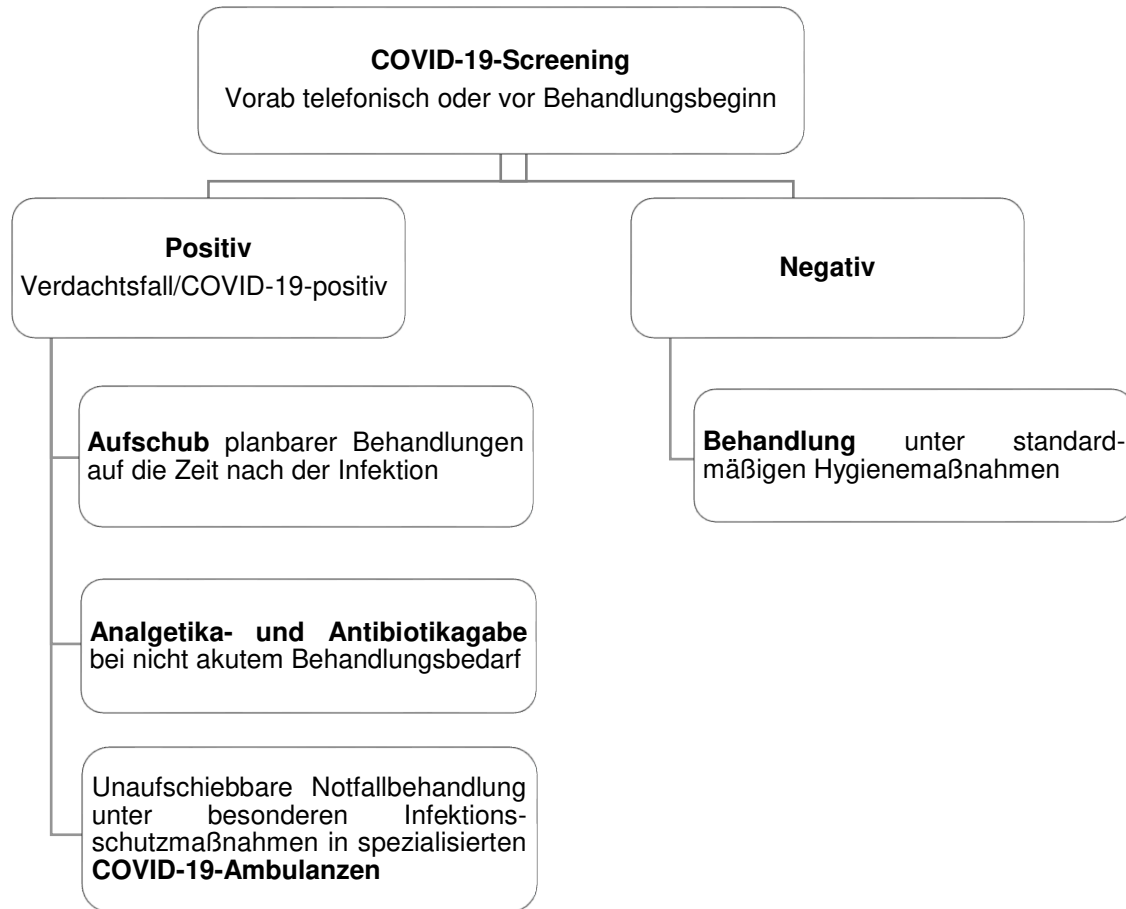 COVID-19-Screening
Vorab telefonisch oder vor Behandlungsbeginn
Positiv
Verdachtsfall/COVID-19-positiv
Negativ
Aufschub planbarer Behandlungen
auf die Zeit nach der Infektion
Behandlung unter standard-
mäßigen Hygienemaßnahmen
Analgetika- und Antibiotikagabe
bei nicht akutem Behandlungsbedarf
Unaufschiebbare Notfallbehandlung
unter besonderen Infektions-
schutzmaßnahmen in spezialisierten
COVID-19-Ambulanzen